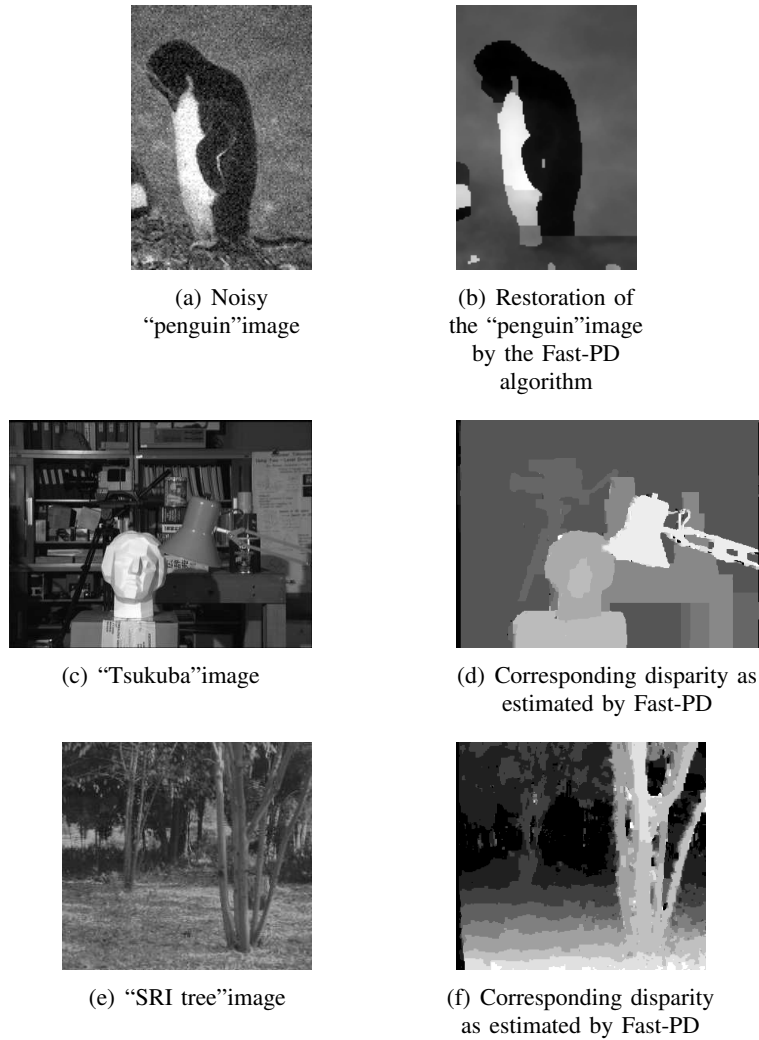 (a) Noisy
“penguin”image
(b) Restoration of
the “penguin”image
by the Fast-PD
algorithm
(c) “Tsukuba”image
(d) Corresponding disparity as
estimated by Fast-PD
(e) “SRI tree”image
(f) Corresponding disparity
as estimated by Fast-PD